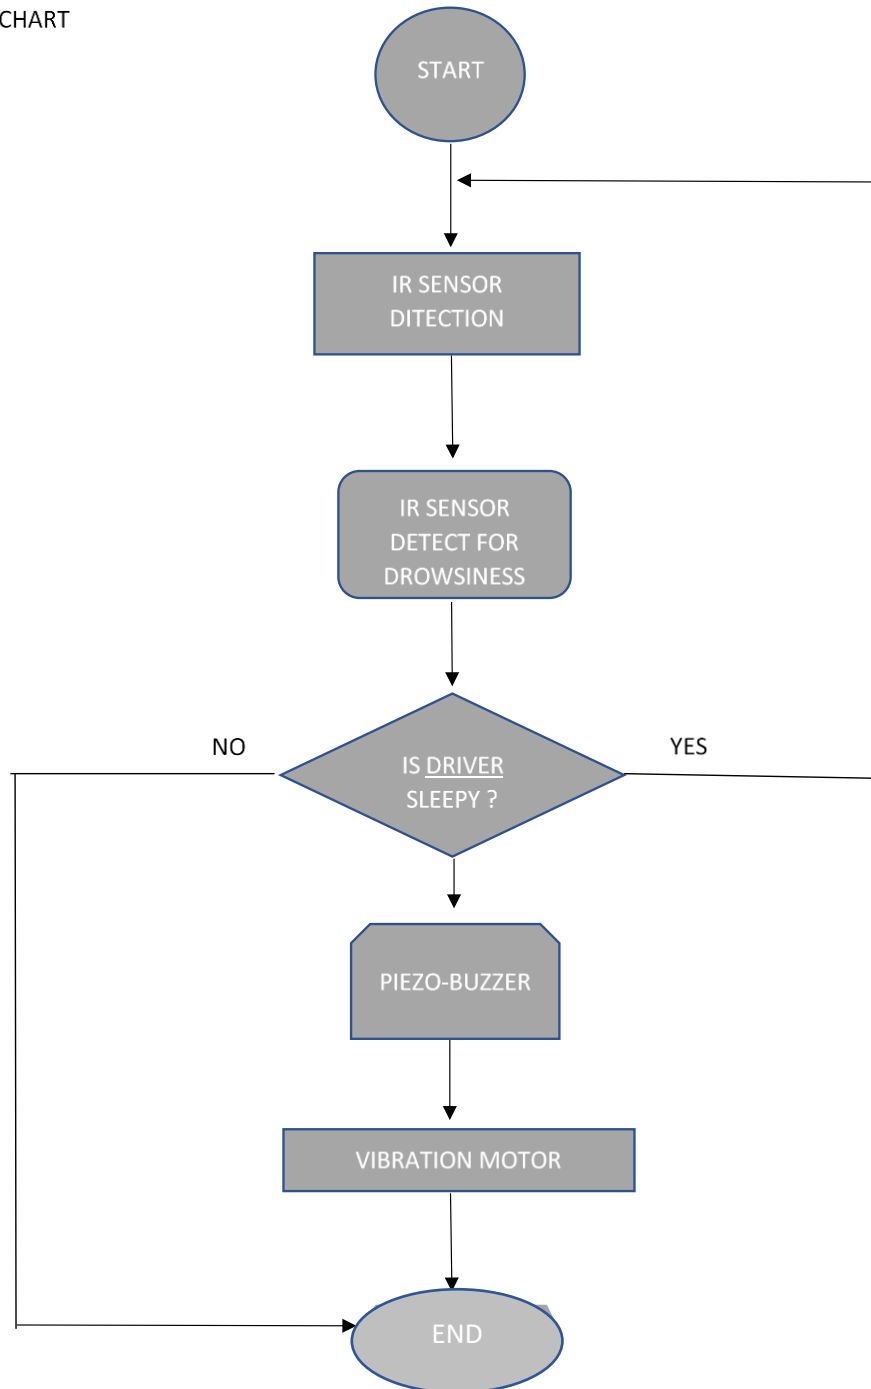 CHART
START
IR SENSOR
DITECTION
IR SENSOR
DETECT FOR
DROWSINESS
NO
YES
IS DRIVER
SLEEPY ?
PIEZO-BUZZER
VIBRATION MOTOR
END